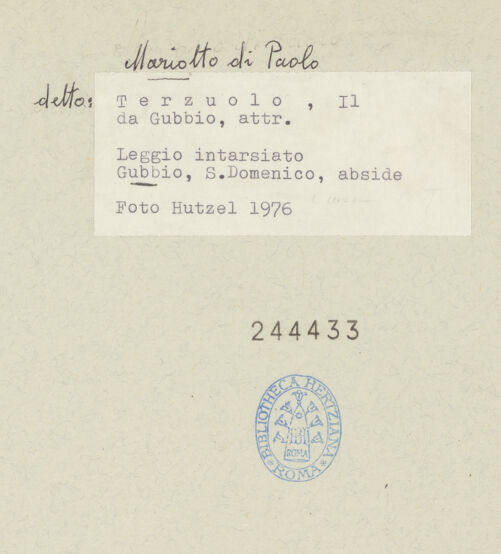 Mariotto di Paolo
detto: Terzuolo, Il
da Gubbio, attr.
Leggio intarsiato
Gubbio, S.Domenico, abside
Foto Hutzel 1976
244433
BIBLIOTHECA HERTZIANA
ROMA
ROMA